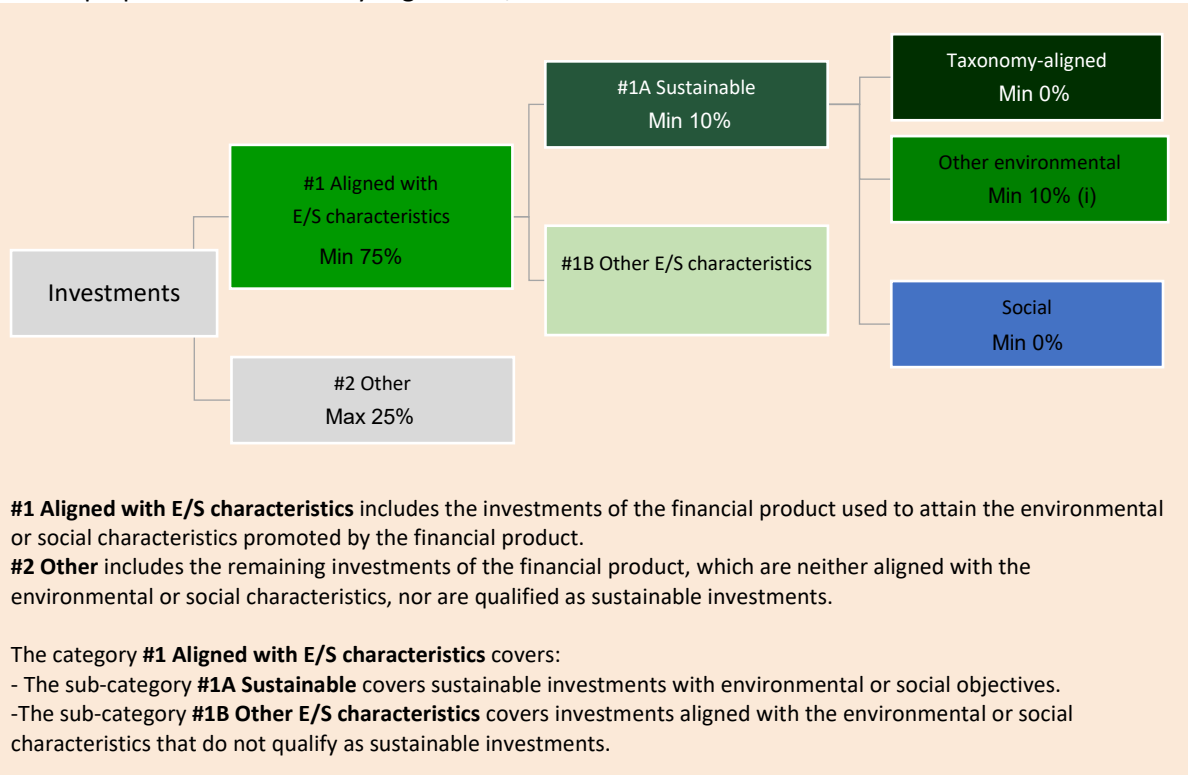 Taxonomy-aligned
Min 0%
#1A Sustainable
Min 10%
Other environmental
Min 10% (i)
#1 Aligned with
E/S characteristics
Min 75%
#1B Other E/S characteristics
Investments
Social
Min 0%
#2 Other
Max 25%
#1 Aligned with E/S characteristics includes the investments of the financial product used to attain the environmental
or social characteristics promoted by the financial product.
#2 Other includes the remaining investments of the financial product, which are neither aligned with the
environmental or social characteristics, nor are qualified as sustainable investments.
The category #1 Aligned with E/S characteristics covers:
- The sub-category #1A Sustainable covers sustainable investments with environmental or social objectives.
-The sub-category #1B Other E/S characteristics covers investments aligned with the environmental or social
characteristics that do not qualify as sustainable investments.